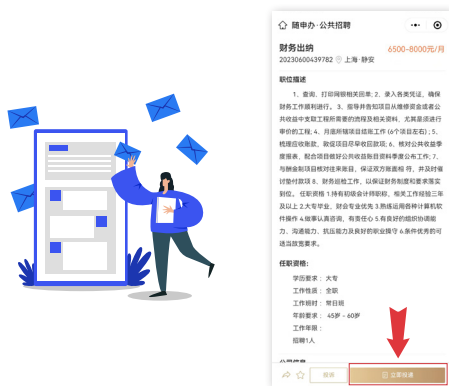 随申办·公共招聘
财务出纳
6500-8000元/月
20230600439782 上海·静安
职位描述
1、查询、打印网银相关回单; 2、录入各类凭证，确保
财务工作顺利进行。 3、指导并告知项目从维修资金或者公
共收益中支取工程所需要的流程及相关资料，尤其是须进行
审价的工程; 4、月底所辖项目结账工作 (6个项目左右) ; 5、
梳理应收账款，敦促项目尽早收回款项; 6、核对公共收益季
度报表，配合项目做好公共收益账目资料季度公布工作; 7、
与酬金制项目核对往来账目，保证双方账面相 符，并及时催
讨垫付款项 8、财务巡检工作，以保证财务制度和要求落实
到位。 任职资格 1.持有初级会计师职称，相关工作经验三年
及以上 2.大专毕业，财会专业优先 3.熟练运用各种计算机软
件操作 4.做事认真咨询，有责任心 5.有良好的组织协调能
力、沟通能力、抗压能力及良好的职业操守 6.条件优秀的可
适当放宽要求。
任职资格：
学历要求： 大专
工作性质： 全职
工作班时： 常日班
年龄要求： 45岁 - 60岁
工作年限：
招聘1人
立即投递